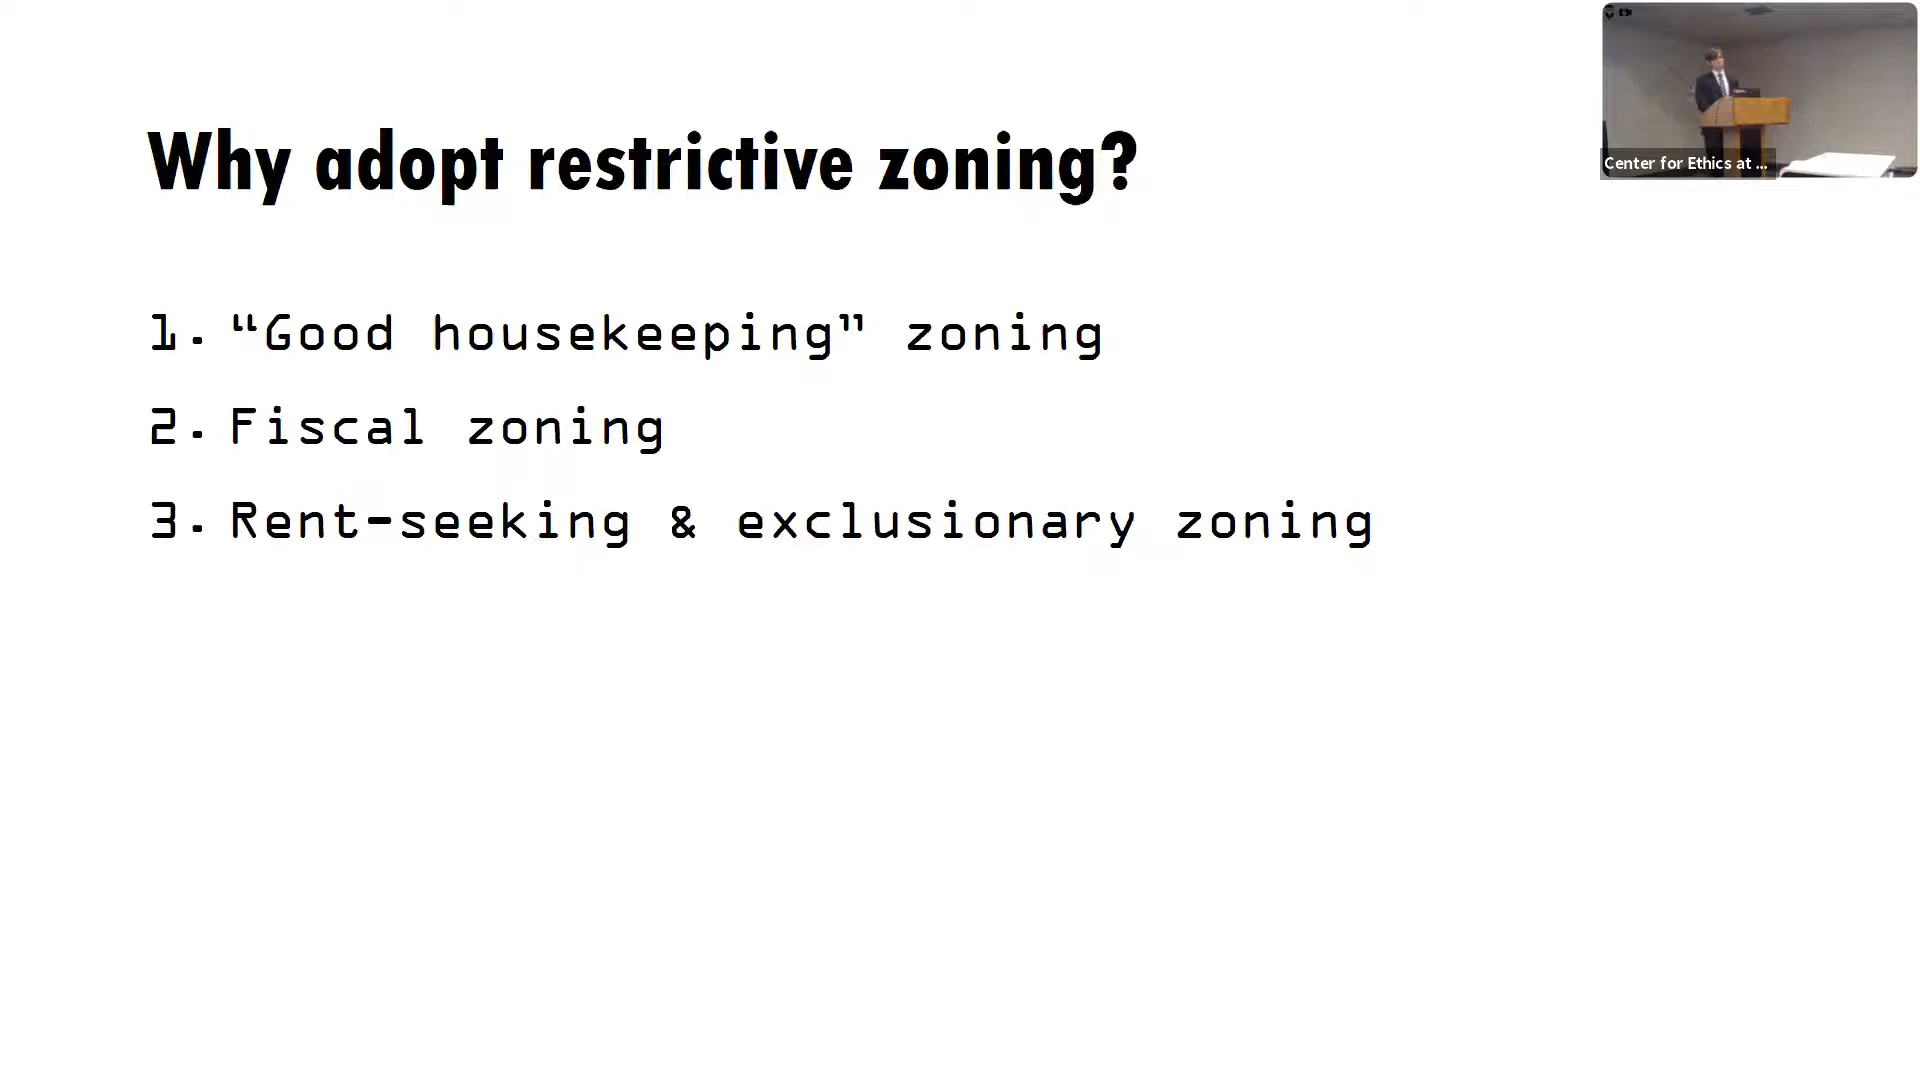 Why adopt restrictive zoning?
1. “Good housekeeping” zoning
2. Fiscal zoning
3. Rent-seeking & exclusionary zoning
Center for Ethics at ...